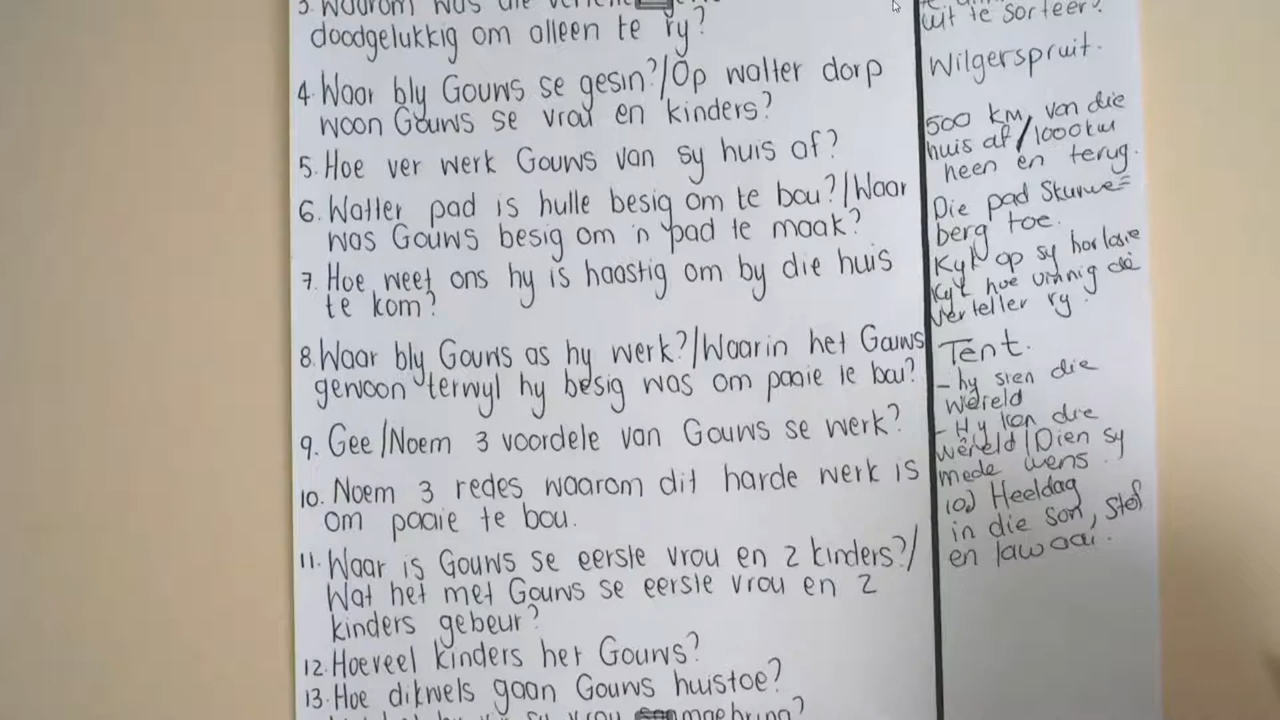 3. Waarom was die
doodgelukkig om alleen te ry?
4. Waar bly Gouws se gesin?/Op walter dorp
woon Gouws se vrou en kinders?
5. Hoe ver werk Gouws van sy huis af?
6. Watter pad is hulle besig om te bou?/Waar
was Gouws besig om 'n pad te maak?
7. Hoe weet ons hy is haastig om by die huis
te kom?
8. Waar bly Gouws as hy werk?/Waarin het Gouws
gewoon terwyl hy besig was om paaie te bou?
9. Gee/Noem 3 voordele van Gouws se werk?
10. Noem 3 redes waarom dit harde werk is
om paaie te bou.
11. Waar is Gouws se eerste vrou en 2 kinders?/
Wat het met Gouws se eerste vrou en 2
kinders gebeur?
12. Hoeveel kinders het Gouws?
13. Hoe dikwels gaan Gouws huistoe?
uit te sorteer?
Wilgerspruit.
500 km van die
huis af/1000km
heen en terug.
Die pad Skurwe=
berg toe.
Kyk op sy horlosie
Kyk hoe vinnig die
verteller ry.
Tent.
- hy sien die
wêreld
- Hy ken die
wêreld/Dien sy
mede wens
10) Heeldag
in die son, stof
en lawaai.